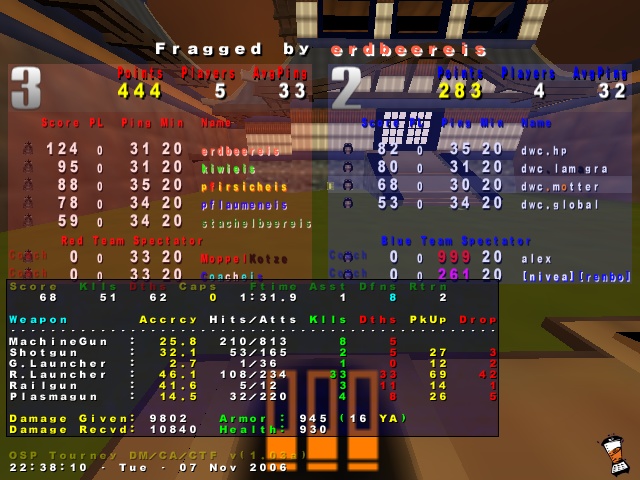 Fragged by erdbeereis
3 Points Players AvgPing 2 Points Players AvgPing
444 5 33 283 4 32
Score PL Ping Min Name Score PL Ping Min Name
124 0 31 20 erdbeereis 82 0 35 20 dwc.hp
95 0 31 20 kiwieis 80 0 31 20 dwc.lamagra
88 0 35 20 pfirsicheis 68 0 30 20 dwc.motter
78 0 34 20 pflaumeneis 53 0 34 20 dwc.global
59 0 34 20 stachelbeereis
Red Team Spectator Blue Team Spectator
Coach 0 33 20 MoppelKotze Coach 0 999 20 alex
Coach 0 33 20 Coach 0 261 20 [nivea][renbo]
Score Klls Dths Caps Ftime Asst Dfns Rtrn
68 51 62 0 1:31.9 1 8 2
Weapon Accrcy Hits/Atts Klls Dths PkUp Drop
MachineGun : 25.8 210/813 8 5
Shotgun : 32.1 53/165 2 5 27 3
G.Launcher : 2.7 1/36 1 0 12 2
R.Launcher : 46.1 108/234 33 33 69 42
Railgun : 41.6 5/12 3 11 14 1
Plasmagun : 14.5 32/220 4 8 26 5
Damage Given: 9802 Armor : 945 (16 YA)
Damage Recvd: 10840 Health: 930
OSP Tourney DM/CA/CTF v(1.03a)
22:38:10 - Tue - 07 Nov 2006